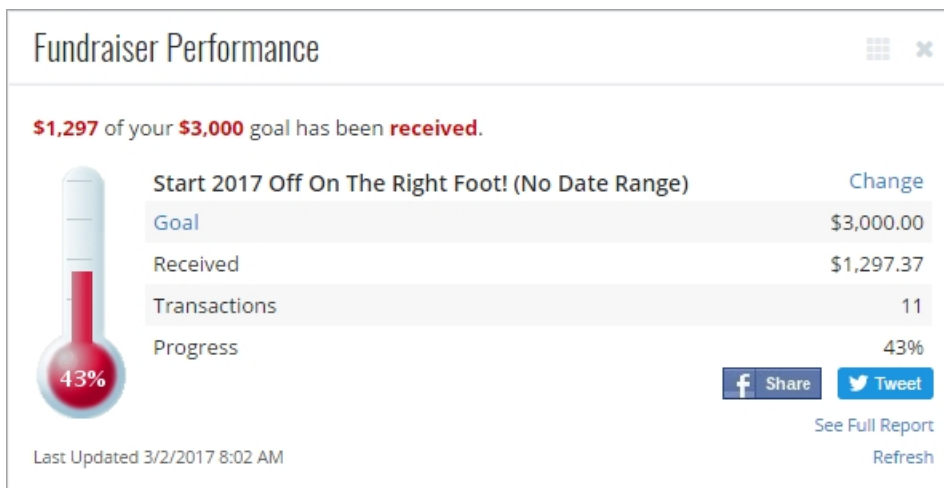 Fundraiser Performance
$1,297 of your $3,000 goal has been received.
Start 2017 Off On The Right Foot! (No Date Range) Change
Goal $3,000.00
Received $1,297.37
Transactions 11
Progress 43%
43%
f Share Tweet
See Full Report
Last Updated 3/2/2017 8:02 AM Refresh